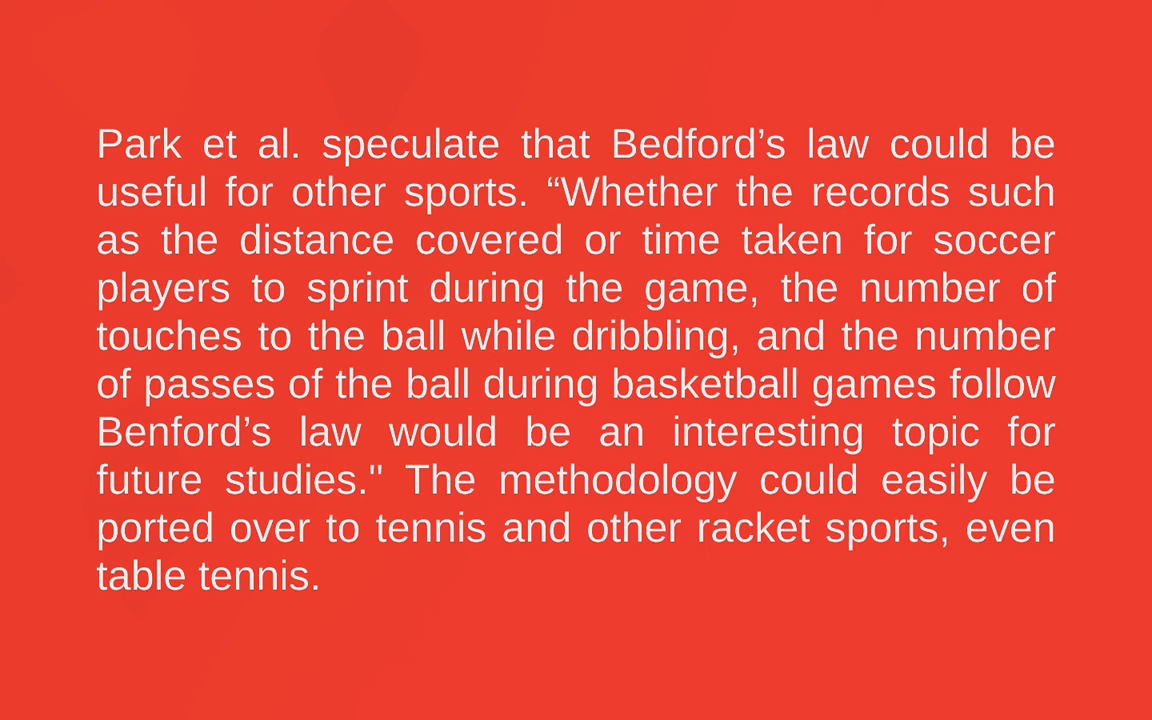 Park et al. speculate that Bedford’s law could be
useful for other sports. “Whether the records such
as the distance covered or time taken for soccer
players to sprint during the game, the number of
touches to the ball while dribbling, and the number
of passes of the ball during basketball games follow
Benford’s law would be an interesting topic for
future studies." The methodology could easily be
ported over to tennis and other racket sports, even
table tennis.